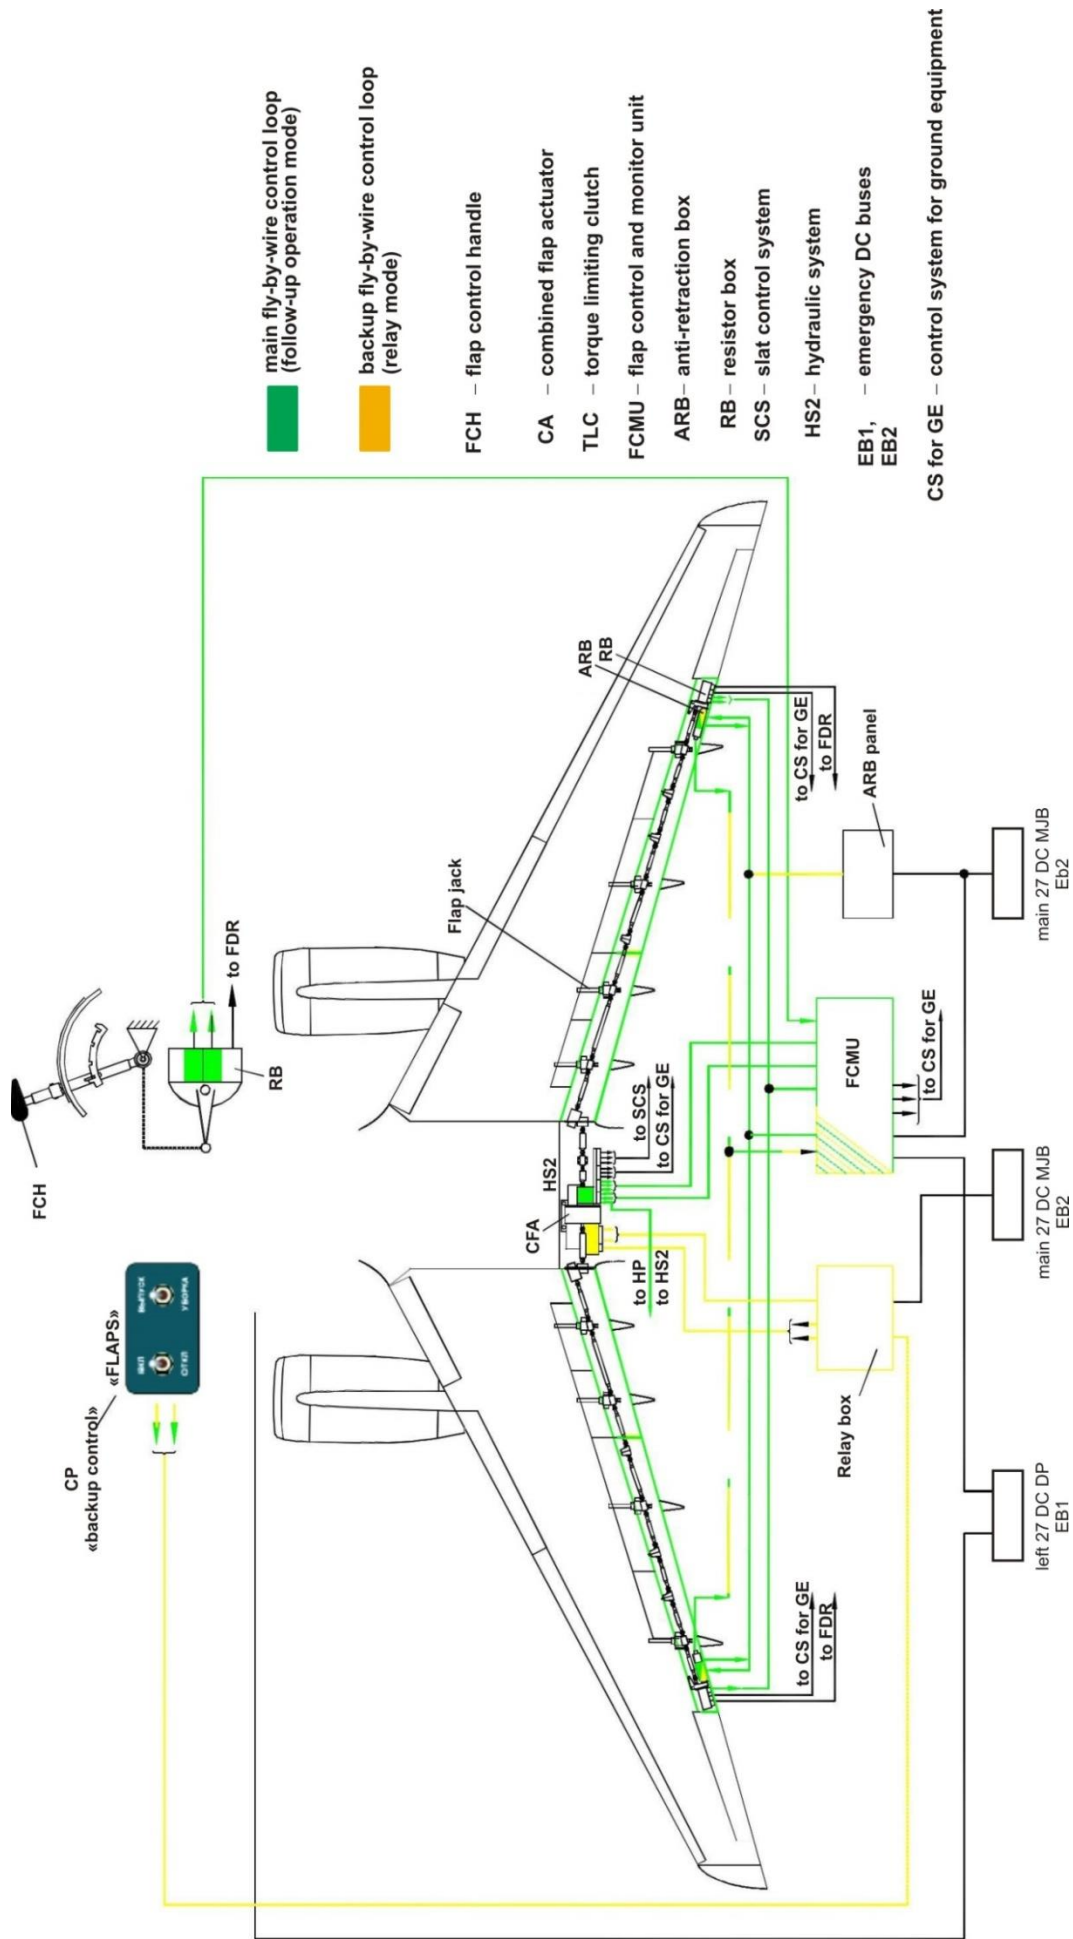 FCH
RB
to FDR
CP
«backup control»
«FLAPS»
ВКЛ
ВЫПУСК
ОТКЛ
УБОРКА
main fly-by-wire control loop
(follow-up operation mode)
backup fly-by-wire control loop
(relay mode)
FCH – flap control handle
CA – combined flap actuator
TLC – torque limiting clutch
FCMU – flap control and monitor unit
ARB – anti-retraction box
RB – resistor box
SCS – slat control system
HS2 – hydraulic system
EB1, – emergency DC buses
EB2
CS for GE – control system for ground equipment
Flap jack
ARB
RB
HS2
CFA
to SCS
to CS for GE
to HP
to HS2
to CS for GE
to FDR
to CS for GE
to FDR
Relay box
FCMU
to CS for GE
ARB panel
left 27 DC DP
EB1
main 27 DC MJB
EB2
main 27 DC MJB
Eb2